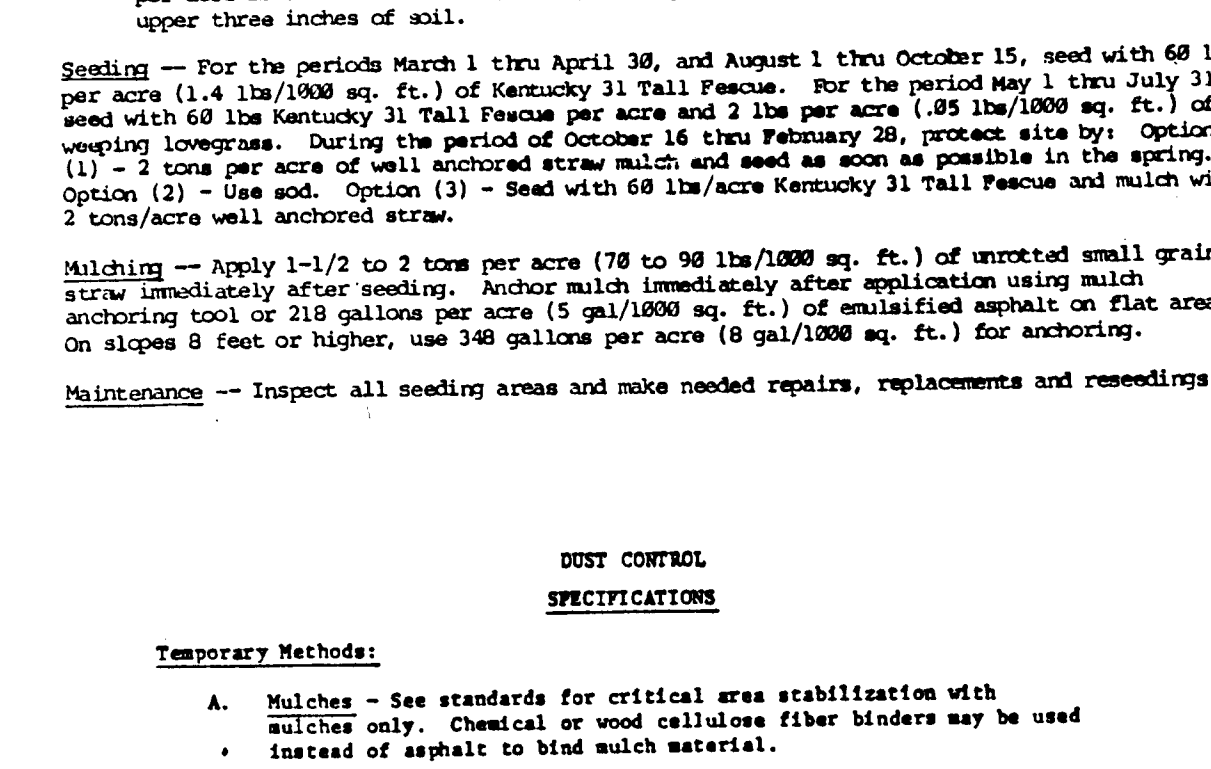 upper three inches of soil.
Seeding -- For the periods March 1 thru April 30, and August 1 thru October 15, seed with 60 l
per acre (1.4 lbs/1000 sq. ft.) of Kentucky 31 Tall Fescue. For the period May 1 thru July 31
seed with 60 lbs Kentucky 31 Tall Fescue per acre and 2 lbs per acre (.05 lbs/1000 sq. ft.) of
weeping lovegrass. During the period of October 16 thru February 28, protect site by: Option
(1) - 2 tons per acre of well anchored straw mulch and seed as soon as possible in the spring.
Option (2) - Use sod. Option (3) - Seed with 60 lbs/acre Kentucky 31 Tall Fescue and mulch wi
2 tons/acre well anchored straw.
Mulching -- Apply 1-1/2 to 2 tons per acre (70 to 90 lbs/1000 sq. ft.) of unrotted small grain
straw immediately after seeding. Anchor mulch immediately after application using mulch
anchoring tool or 218 gallons per acre (5 gal/1000 sq. ft.) of emulsified asphalt on flat area
On slopes 8 feet or higher, use 348 gallons per acre (8 gal/1000 sq. ft.) for anchoring.
Maintenance -- Inspect all seeding areas and make needed repairs, replacements and reseedings
DUST CONTROL
SPECIFICATIONS
Temporary Methods:
A. Mulches - See standards for critical area stabilization with
mulches only. Chemical or wood cellulose fiber binders may be used
instead of asphalt to bind mulch material.